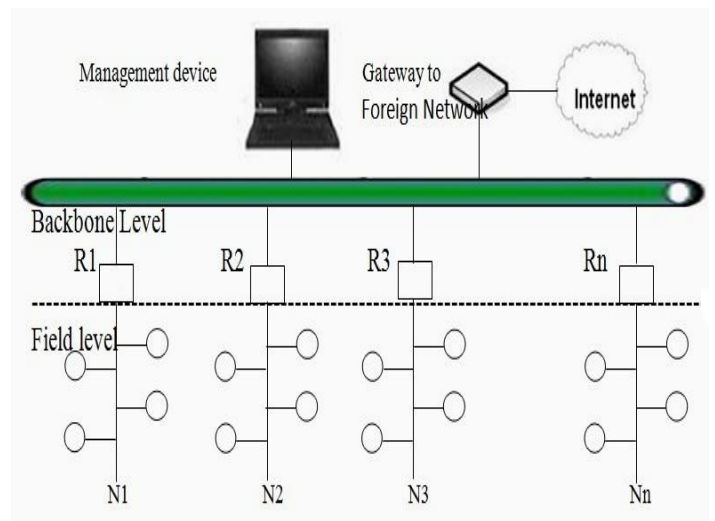 Management device
Gateway to
Foreign Network
Internet
Backbone Level
R1
R2
R3
Rn
Field level
N1
N2
N3
Nn